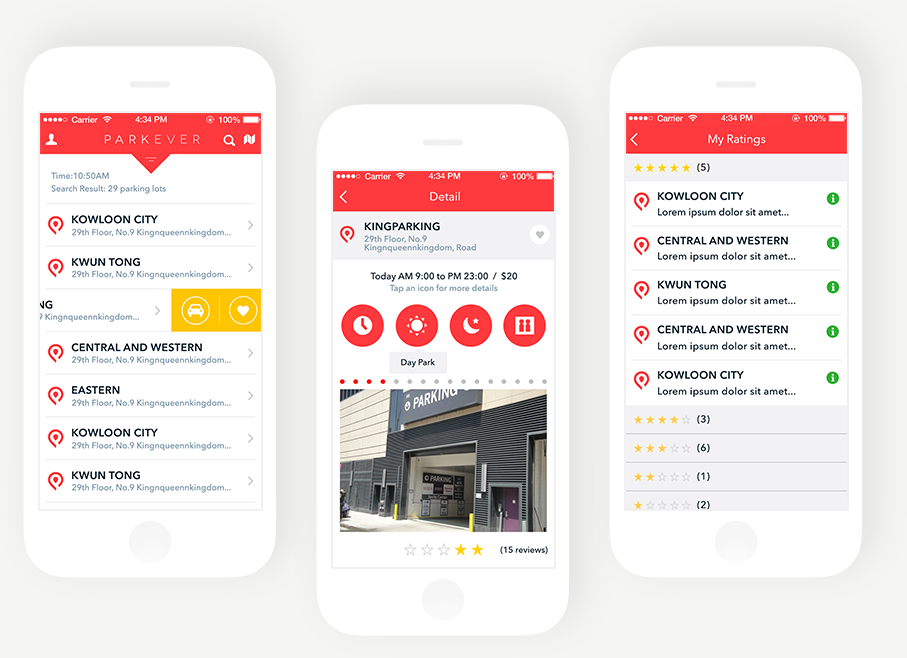 Carrier 4:34 PM 100%
PARKEVER
Time:10:50AM
Search Result: 29 parking lots
KOWLOON CITY
29th Floor, No.9 Kingnqueennkingdom...
KWUN TONG
29th Floor, No.9 Kingnqueennkingdom...
NG
9 Kingnqueennkingdom...
CENTRAL AND WESTERN
29th Floor, No.9 Kingnqueennkingdom...
EASTERN
29th Floor, No.9 Kingnqueennkingdom...
KOWLOON CITY
29th Floor, No.9 Kingnqueennkingdom...
KWUN TONG
29th Floor, No.9 Kingnqueennkingdom...
Carrier 4:34 PM 100%
Detail
KINGPARKING
29th Floor, No.9
Kingnqueennkingdom, Road
Today AM 9:00 to PM 23:00 / $20
Tap an icon for more details
Day Park
PARKING
PARKING
(15 reviews)
Carrier 4:34 PM 100%
My Ratings
(5)
KOWLOON CITY
Lorem ipsum dolor sit amet...
CENTRAL AND WESTERN
Lorem ipsum dolor sit amet...
KWUN TONG
Lorem ipsum dolor sit amet...
CENTRAL AND WESTERN
Lorem ipsum dolor sit amet...
KOWLOON CITY
Lorem ipsum dolor sit amet...
(3)
(6)
(1)
(2)